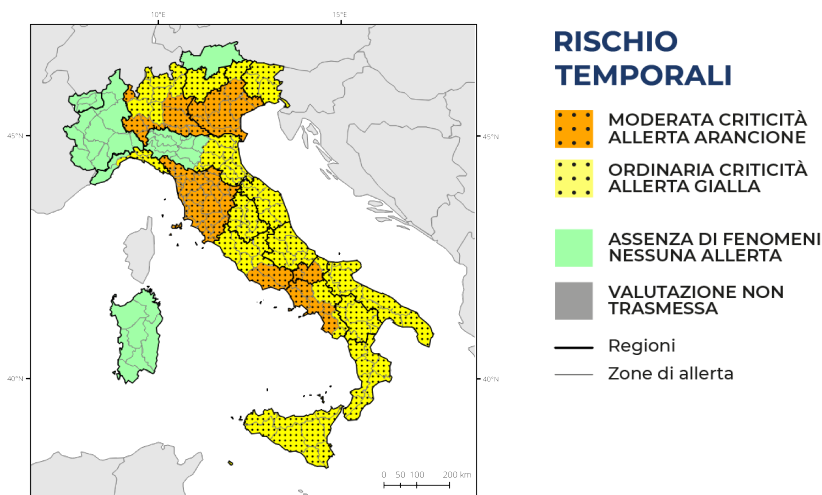 10°E 15°E
RISCHIO
TEMPORALI
MODERATA CRITICITÀ
ALLERTA ARANCIONE
45°N 45°N
ORDINARIA CRITICITÀ
ALLERTA GIALLA
ASSENZA DI FENOMENI
NESSUNA ALLERTA
VALUTAZIONE NON
TRASMESSA
Regioni
Zone di allerta
40°N 40°N
0 50 100 200 km